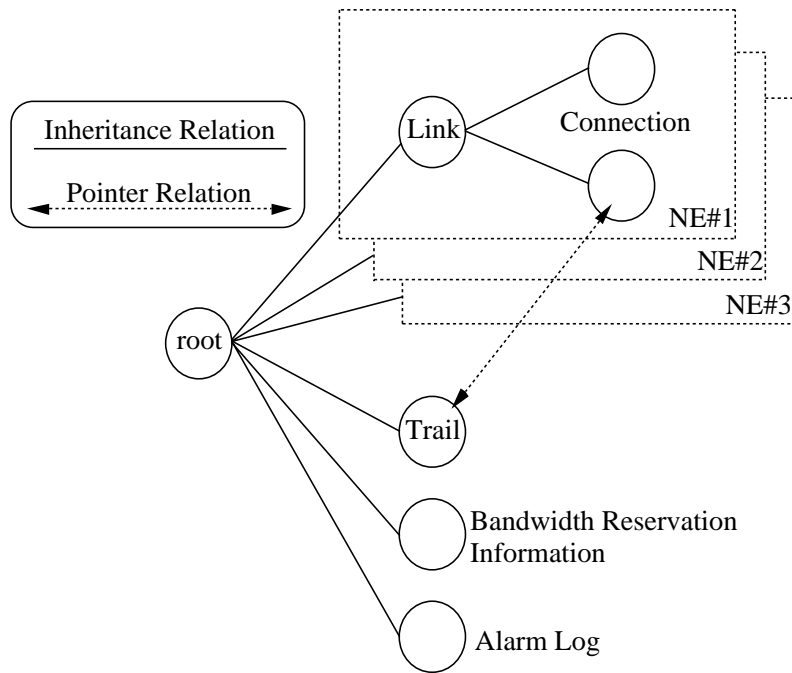 Inheritance Relation
Pointer Relation
Link
Connection
NE#1
NE#2
NE#3
root
Trail
Bandwidth Reservation
Information
Alarm Log